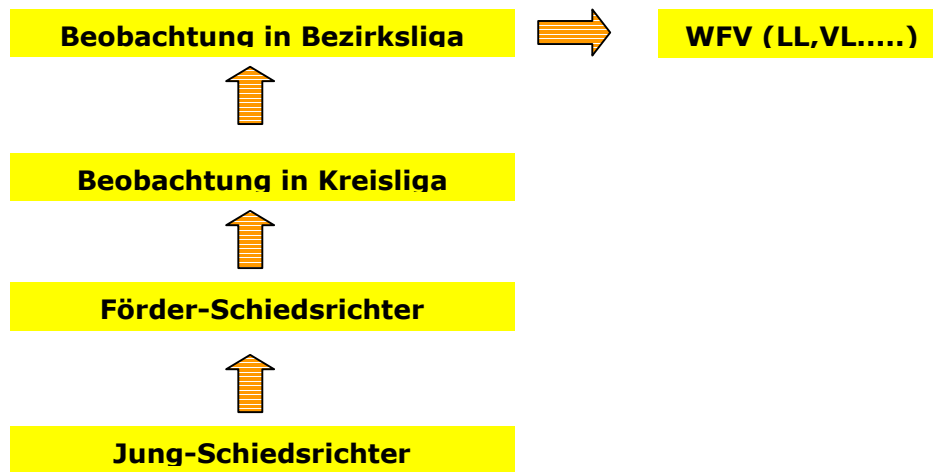 Beobachtung in Bezirksliga
WFV (LL,VL.....)
Beobachtung in Kreisliga
Förder-Schiedsrichter
Jung-Schiedsrichter